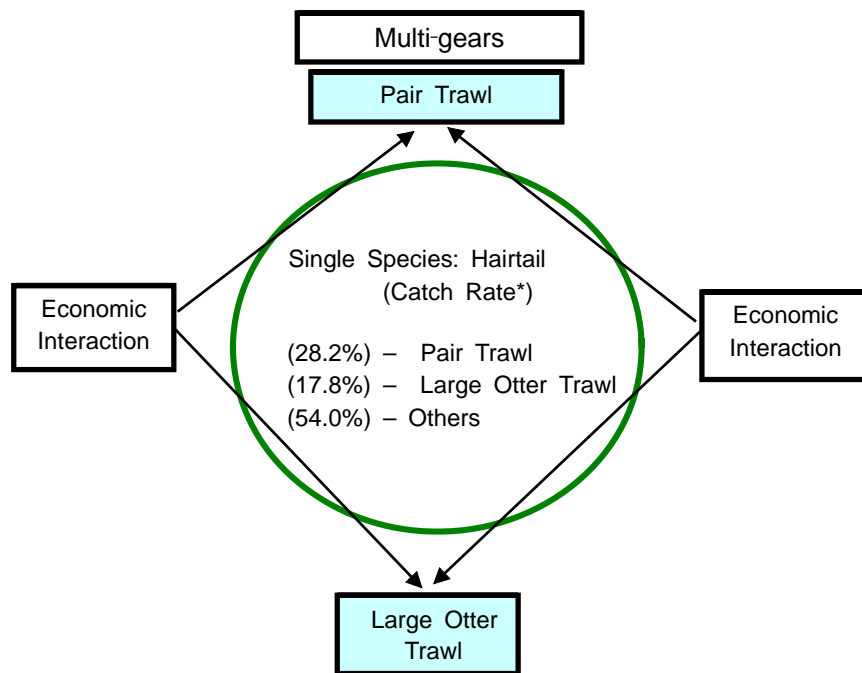 Multi-gears
Pair Trawl
Single Species: Hairtail
(Catch Rate*)
Economic
Interaction
Economic
Interaction
(28.2%) – Pair Trawl
(17.8%) – Large Otter Trawl
(54.0%) – Others
Large Otter
Trawl